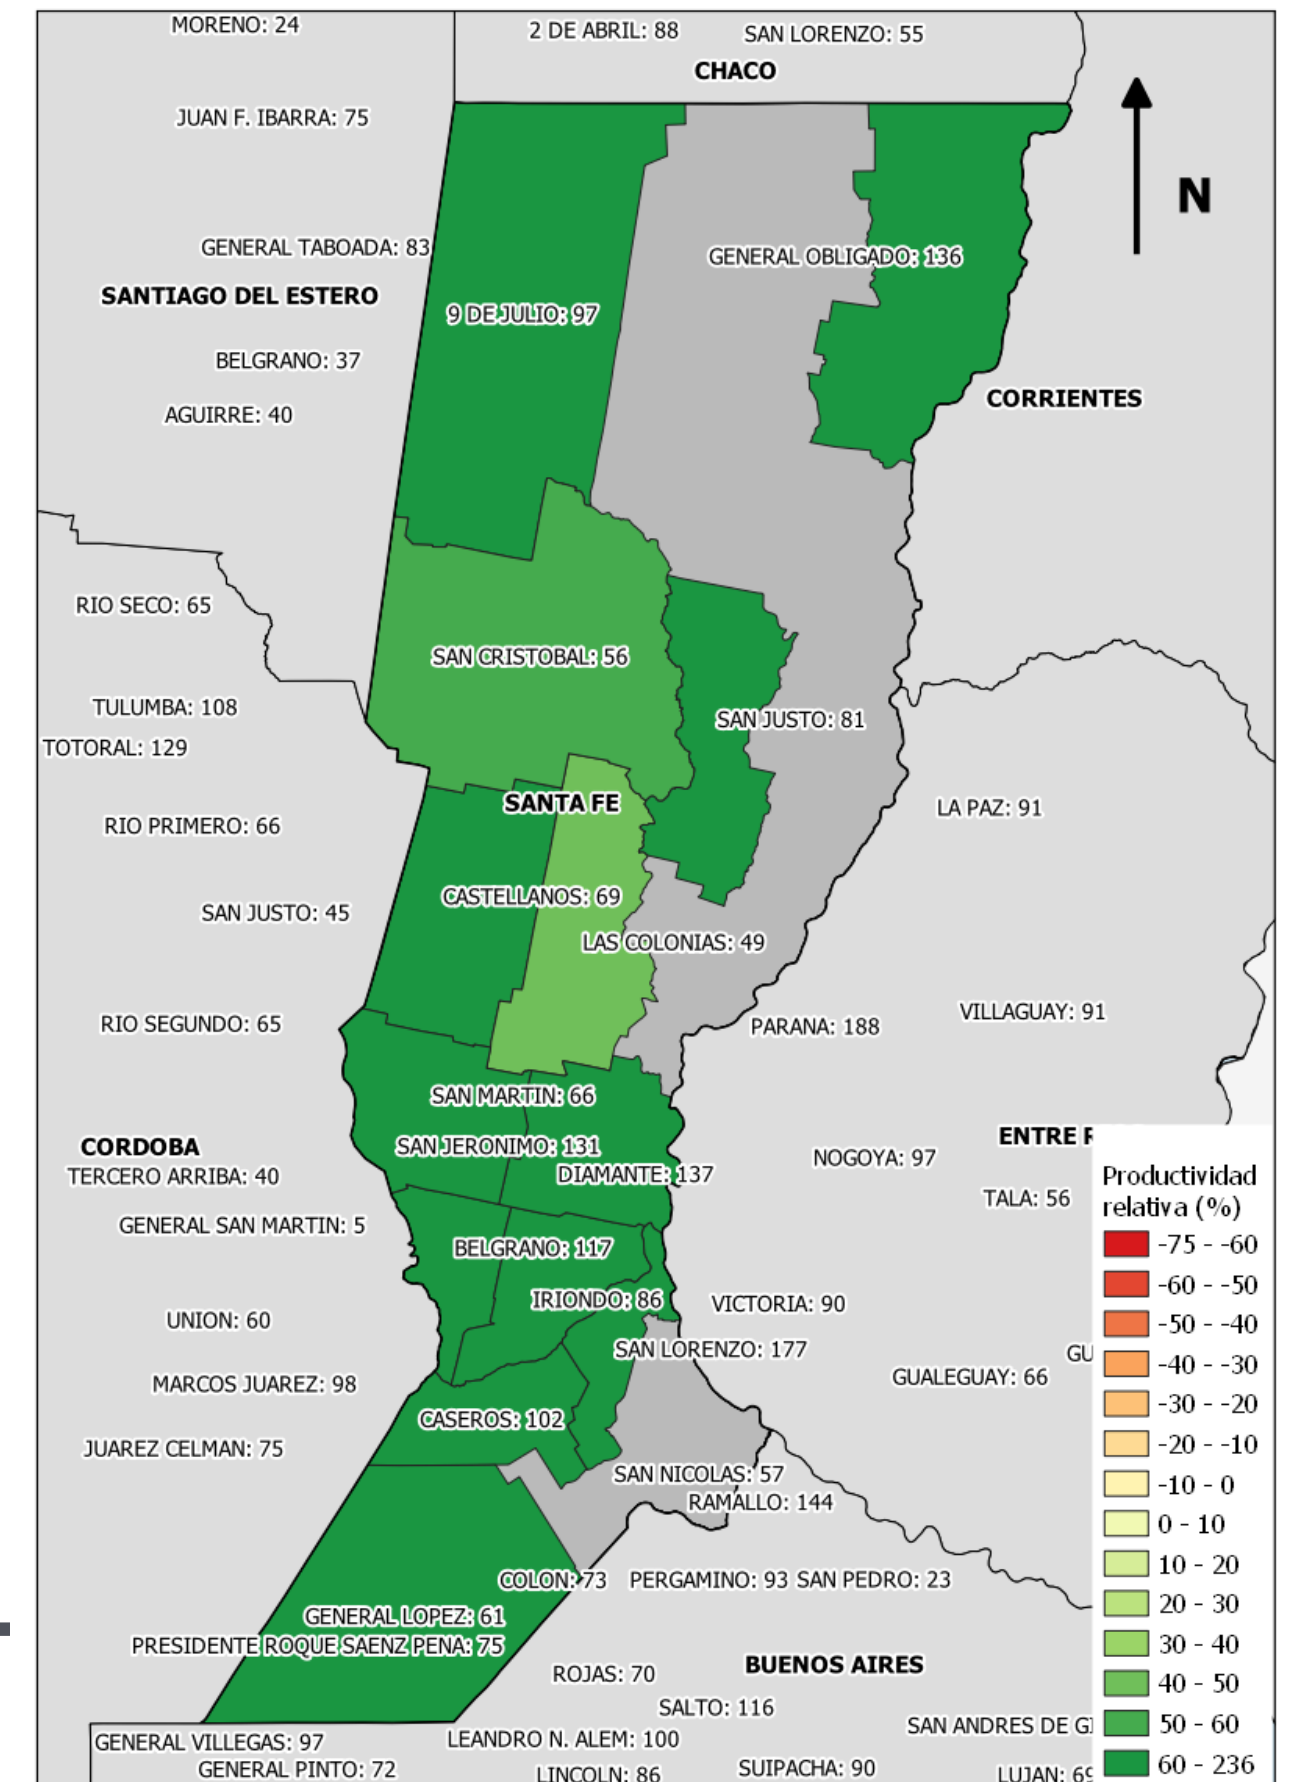 MORENO: 24
2 DE ABRIL: 88
SAN LORENZO: 55
CHACO
JUAN F. IBARRA: 75
N
GENERAL TABOADA: 83
GENERAL OBLIGADO: 136
SANTIAGO DEL ESTERO
9 DE JULIO: 97
BELGRANO: 37
CORRIENTES
AGUIRRE: 40
RIO SECO: 65
SAN CRISTOBAL: 56
TULUMBA: 108
SAN JUSTO: 81
TOTORAL: 129
SANTA FE
LA PAZ: 91
RIO PRIMERO: 66
CASTELLANOS: 69
SAN JUSTO: 45
LAS COLONIAS: 49
VILLAGUAY: 91
RIO SEGUNDO: 65
PARANA: 188
SAN MARTIN: 66
CORDOBA
SAN JERONIMO: 131
ENTRE R
NOGOYA: 97
TERCERO ARRIBA: 40
DIAMANTE: 137
TALA: 56
GENERAL SAN MARTIN: 5
BELGRANO: 117
IRIONDO: 86
VICTORIA: 90
UNION: 60
SAN LORENZO: 177
GU
GUALEGUAY: 66
MARCOS JUAREZ: 98
CASEROS: 102
JUAREZ CELMAN: 75
SAN NICOLAS: 57
RAMALLO: 144
COLON: 73
PERGAMINO: 93
SAN PEDRO: 23
GENERAL LOPEZ: 61
PRESIDENTE ROQUE SAENZ PENA: 75
ROJAS: 70
BUENOS AIRES
SALTO: 116
SAN ANDRES DE GI
GENERAL VILLEGAS: 97
LEANDRO N. ALEM: 100
GENERAL PINTO: 72
LINCOLN: 86
SUIPACHA: 90
LUJAN: 69
Productividad
relativa (%)
-75 - -60
-60 - -50
-50 - -40
-40 - -30
-30 - -20
-20 - -10
-10 - 0
0 - 10
10 - 20
20 - 30
30 - 40
40 - 50
50 - 60
60 - 236